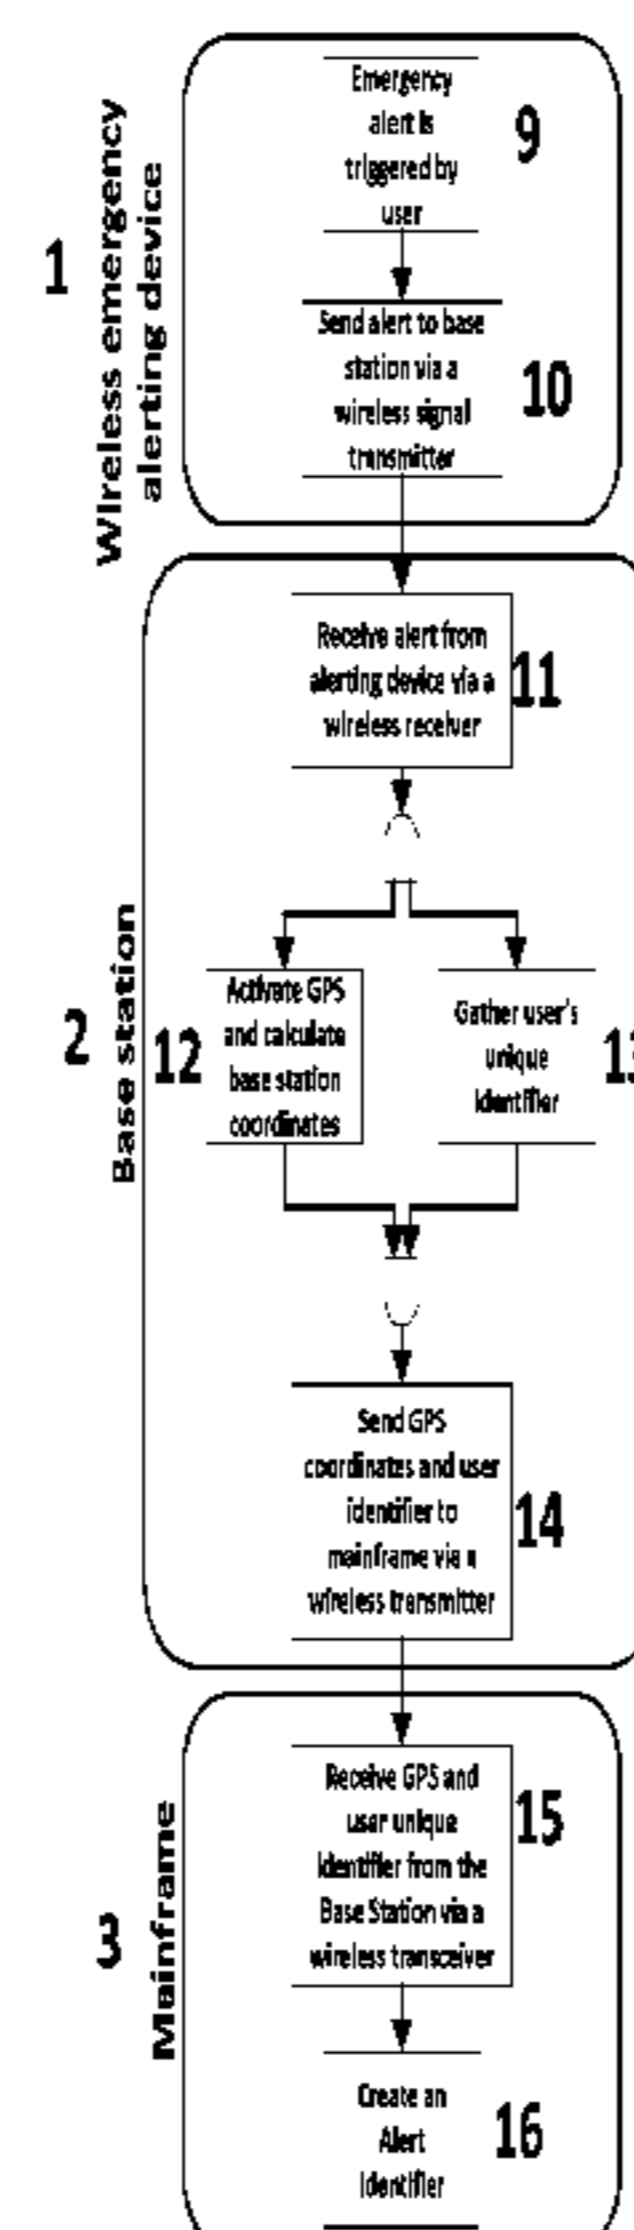 1
Wireless emergency
alerting device
Emergency
alert is
triggered by
user
9
Send alert to base
station via a
wireless signal
transmitter
10
2
Base station
Receive alert from
alerting device via a
wireless receiver
11
12
Activate GPS
and calculate
base station
coordinates
Gather user's
unique
identifier
Send GPS
coordinates and user
identifier to
mainframe via a
wireless transmitter
14
3
Mainframe
Receive GPS and
user unique
identifier from the
Base Station via a
wireless transceiver
15
Create an
Alert
Identifier
16